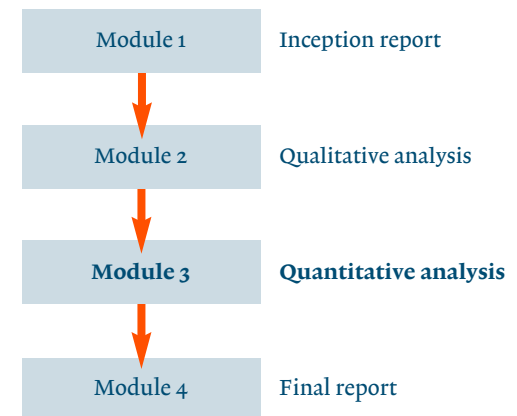 Module 1 Inception report
Module 2 Qualitative analysis
Module 3 Quantitative analysis
Module 4 Final report